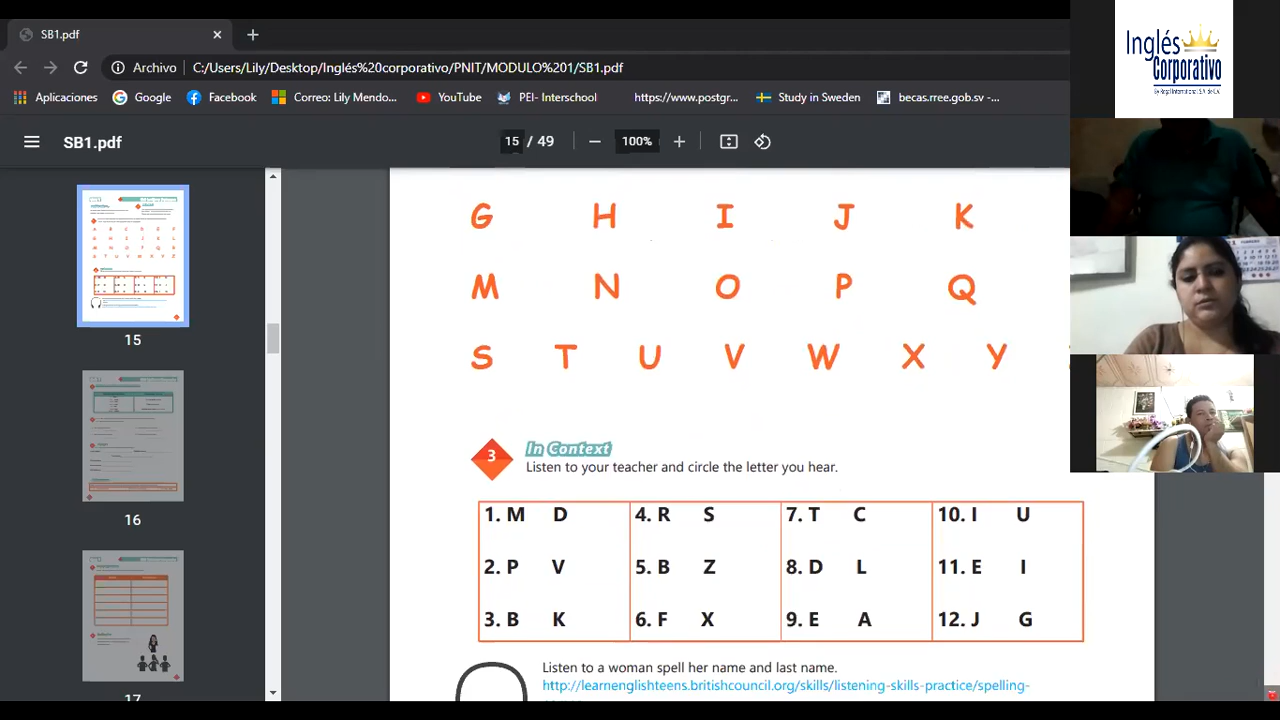 SB1.pdf
Archivo C:/Users/Lily/Desktop/Inglés%20corporativo/PNIT/MODULO%201/SB1.pdf
Aplicaciones Google Facebook Correo: Lily Mendo... YouT PEI- Interschool https://www.postgr... Study in Sweden becas.rree.gob.sv -...
SB1.pdf 15 / 49 100%
Inglés
Corporativo
15
16
17
G H I J K
M N O P Q
S T U V W X Y
3 In Context
Listen to your teacher and circle the letter you hear.
1. M D 4. R S 7. T C 10. I U
2. P V 5. B Z 8. D L 11. E I
3. B K 6. F X 9. E A 12. J G
Listen to a woman spell her name and last name.
http://learnenglishteens.britishcouncil.org/skills/listening-skills-practice/spelling-